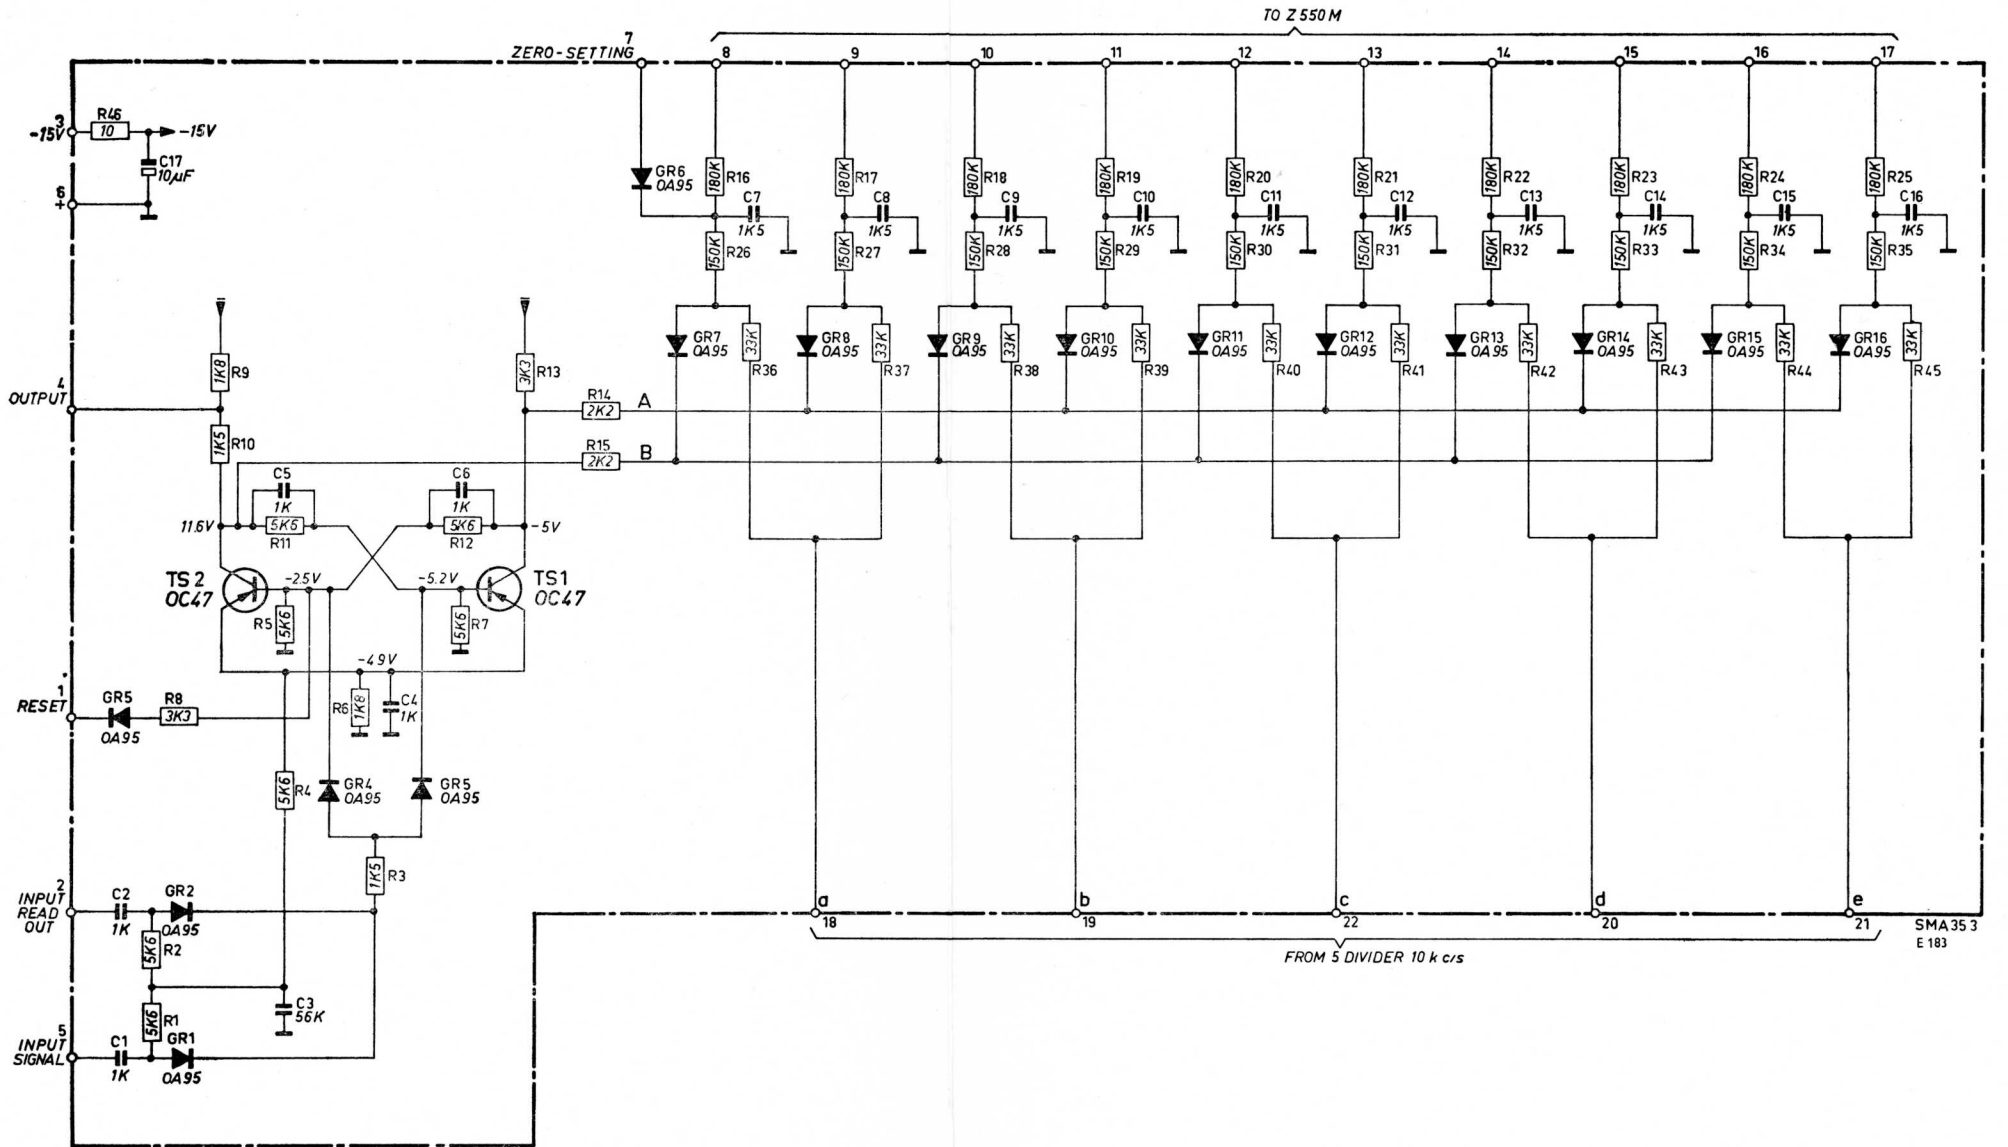 TO Z 550 M
7
ZERO-SETTING
8 9 10 11 12 13 14 15 16 17
3
-15V
R46
10
-15V
C17
10µF
6
+
GR6
OA95
180K R16
180K R17
180K R18
180K R19
180K R20
180K R21
180K R22
180K R23
180K R24
180K R25
C7
1K5
C8
1K5
C9
1K5
C10
1K5
C11
1K5
C12
1K5
C13
1K5
C14
1K5
C15
1K5
C16
1K5
150K R26
150K R27
150K R28
150K R29
150K R30
150K R31
150K R32
150K R33
150K R34
150K R35
GR7
OA95
33K
R36
GR8
OA95
33K
R37
GR9
OA95
33K
R38
GR10
OA95
33K
R39
GR11
OA95
33K
R40
GR12
OA95
33K
R41
GR13
OA95
33K
R42
GR14
OA95
33K
R43
GR15
OA95
33K
R44
GR16
OA95
33K
R45
1K8 R9
3K3 R13
4
OUTPUT
R14
2K2
A
1K5 R10
R15
2K2
B
C5
1K
C6
1K
11.6V
5K6
R11
5K6
R12
-5V
TS2
OC47
-2.5V
-5.2V
TS1
OC47
R5 5K6
5K6 R7
-4.9V
1
RESET
GR5
OA95
R8
3K3
R6 1K8
C4
1K
5K6 R4
GR4
OA95
GR5
OA95
1K5 R3
2
INPUT
READ
OUT
C2
1K
GR2
OA95
5K6 R2
5K6 R1
C3
56K
5
INPUT
SIGNAL
C1
1K
GR1
OA95
a b c d e
18 19 22 20 21
FROM 5 DIVIDER 10 k c/s
SMA35 3
E 183